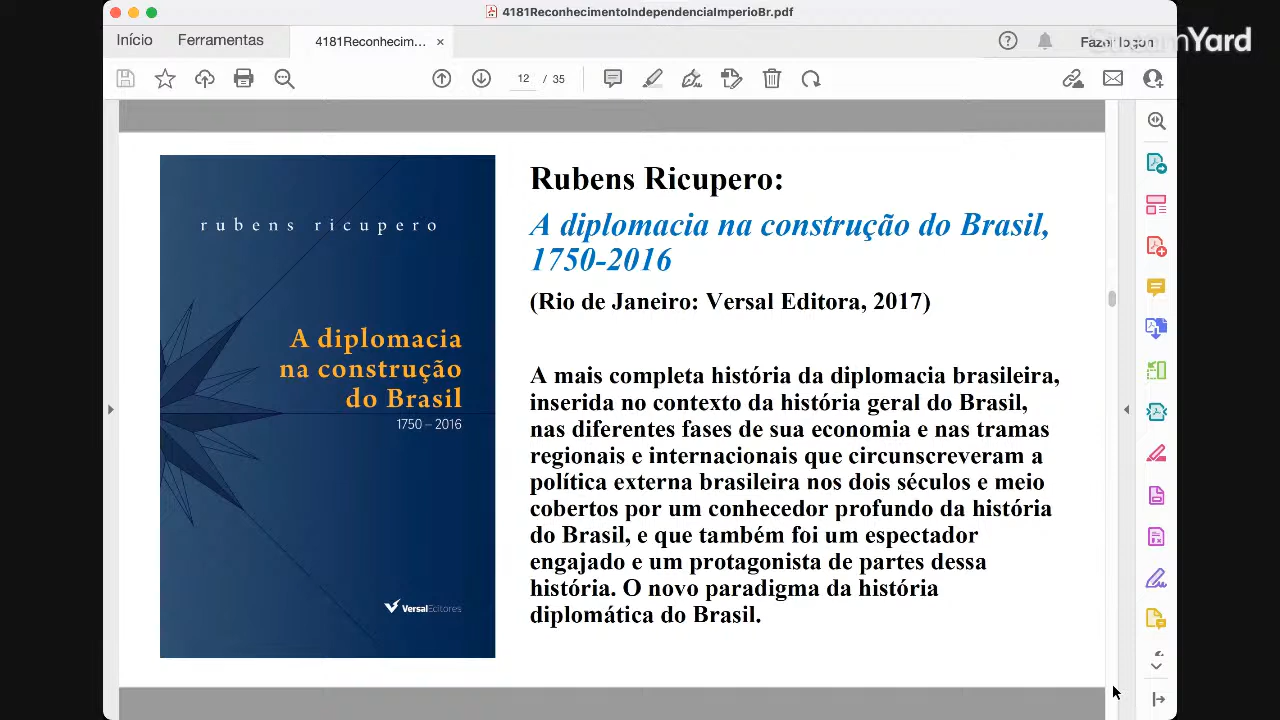 4181ReconhecimentoIndependenciaImperioBr.pdf
Início Ferramentas 4181Reconhecim... × Fazer logon
StreamYard
12 / 35
rubens ricupero
A diplomacia
na construção
do Brasil
1750 – 2016
VersalEditores
Rubens Ricupero:
A diplomacia na construção do Brasil,
1750-2016
(Rio de Janeiro: Versal Editora, 2017)
A mais completa história da diplomacia brasileira,
inserida no contexto da história geral do Brasil,
nas diferentes fases de sua economia e nas tramas
regionais e internacionais que circunscreveram a
política externa brasileira nos dois séculos e meio
cobertos por um conhecedor profundo da história
do Brasil, e que também foi um espectador
engajado e um protagonista de partes dessa
história. O novo paradigma da história
diplomática do Brasil.